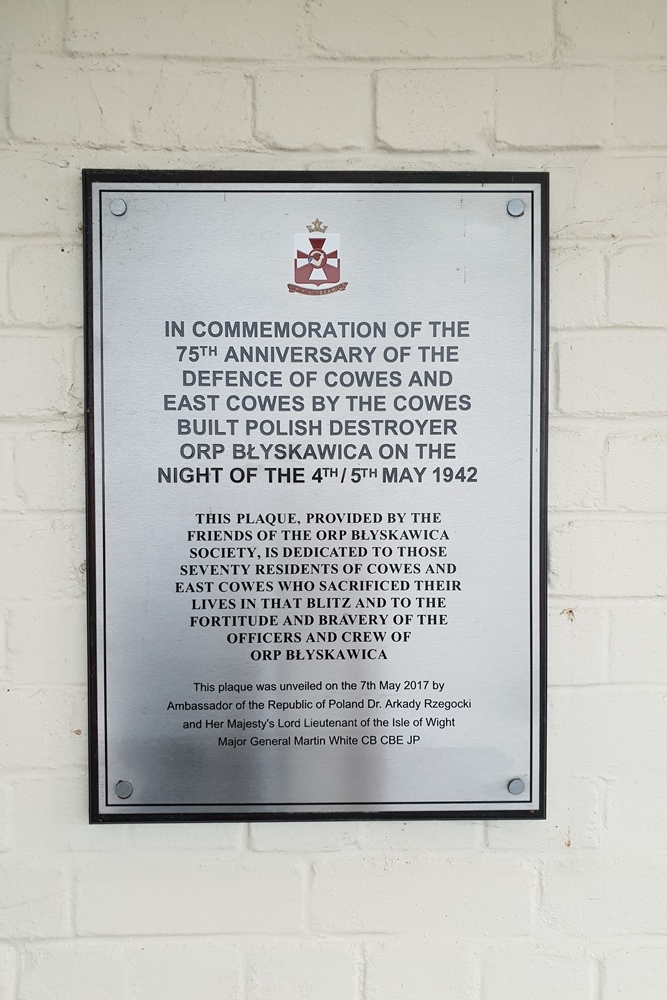 IN COMMEMORATION OF THE
75TH ANNIVERSARY OF THE
DEFENCE OF COWES AND
EAST COWES BY THE COWES
BUILT POLISH DESTROYER
ORP BŁYSKAWICA ON THE
NIGHT OF THE 4TH/5TH MAY 1942
THIS PLAQUE, PROVIDED BY THE
FRIENDS OF THE ORP BŁYSKAWICA
SOCIETY, IS DEDICATED TO THOSE
SEVENTY RESIDENTS OF COWES AND
EAST COWES WHO SACRIFICED THEIR
LIVES IN THAT BLITZ AND TO THE
FORTITUDE AND BRAVERY OF THE
OFFICERS AND CREW OF
ORP BŁYSKAWICA
This plaque was unveiled on the 7th May 2017 by
Ambassador of the Republic of Poland Dr. Arkady Rzegocki
and Her Majesty's Lord Lieutenant of the Isle of Wight
Major General Martin White CB CBE JP